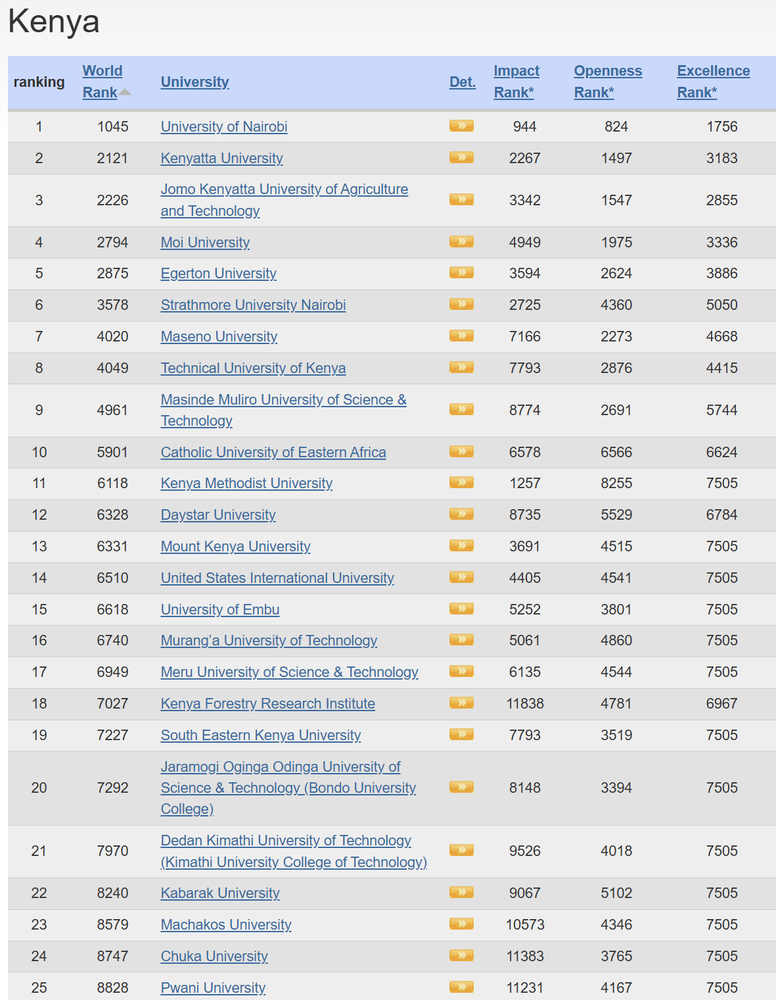 Kenya
ranking World Rank University Det. Impact Rank* Openness Rank* Excellence Rank*
1 1045 University of Nairobi 944 824 1756
2 2121 Kenyatta University 2267 1497 3183
3 2226 Jomo Kenyatta University of Agriculture and Technology 3342 1547 2855
4 2794 Moi University 4949 1975 3336
5 2875 Egerton University 3594 2624 3886
6 3578 Strathmore University Nairobi 2725 4360 5050
7 4020 Maseno University 7166 2273 4668
8 4049 Technical University of Kenya 7793 2876 4415
9 4961 Masinde Muliro University of Science & Technology 8774 2691 5744
10 5901 Catholic University of Eastern Africa 6578 6566 6624
11 6118 Kenya Methodist University 1257 8255 7505
12 6328 Daystar University 8735 5529 6784
13 6331 Mount Kenya University 3691 4515 7505
14 6510 United States International University 4405 4541 7505
15 6618 University of Embu 5252 3801 7505
16 6740 Murang’a University of Technology 5061 4860 7505
17 6949 Meru University of Science & Technology 6135 4544 7505
18 7027 Kenya Forestry Research Institute 11838 4781 6967
19 7227 South Eastern Kenya University 7793 3519 7505
20 7292 Jaramogi Oginga Odinga University of Science & Technology (Bondo University College) 8148 3394 7505
21 7970 Dedan Kimathi University of Technology (Kimathi University College of Technology) 9526 4018 7505
22 8240 Kabarak University 9067 5102 7505
23 8579 Machakos University 10573 4346 7505
24 8747 Chuka University 11383 3765 7505
25 8828 Pwani University 11231 4167 7505